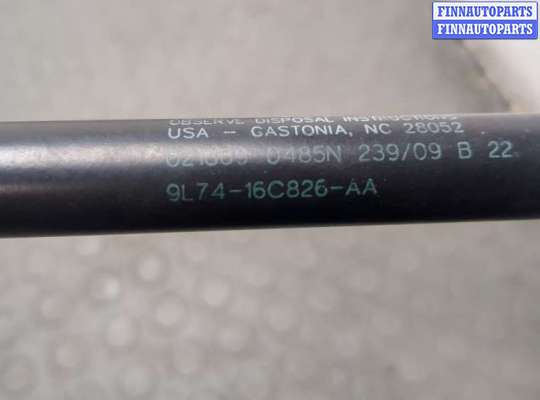 FINNAUTOPARTS
FINNAUTOPARTS
OBSERVE DISPOSAL INSTRUCTIONS
USA - GASTONIA, NC 28052
0485N 239/09 B 22
9L74-16C826-AA